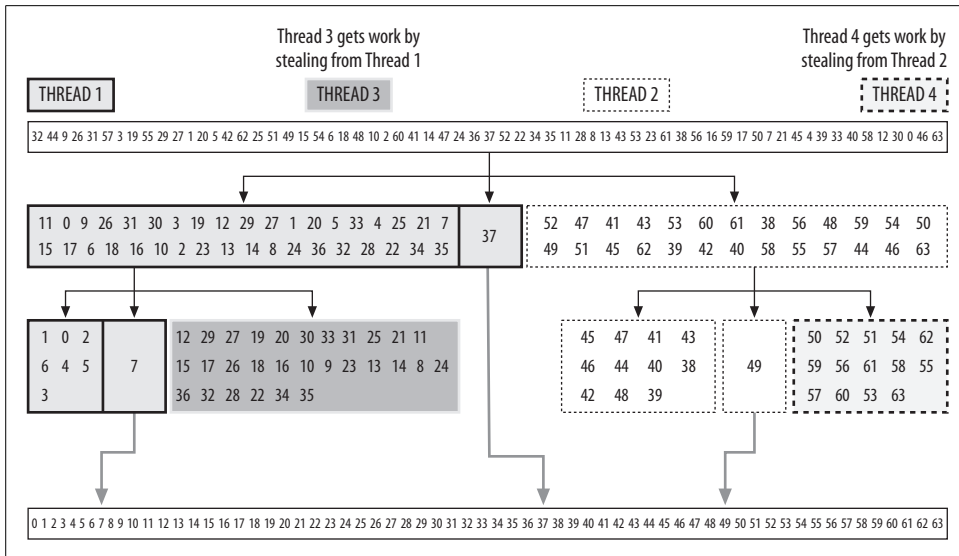 Thread 3 gets work by
stealing from Thread 1
Thread 4 gets work by
stealing from Thread 2
THREAD 1
THREAD 3
THREAD 2
THREAD 4
32 44 9 26 31 57 3 19 55 29 27 1 20 5 42 62 25 51 49 15 54 6 18 48 10 2 60 41 14 47 24 36 37 52 22 34 35 11 28 8 13 43 53 23 61 38 56 16 59 17 50 7 21 45 4 39 33 40 58 12 30 0 46 63
11 0 9 26 31 30 3 19 12 29 27 1 20 5 33 4 25 21 7
15 17 6 18 16 10 2 23 13 14 8 24 36 32 28 22 34 35
37
52 47 41 43 53 60 61 38 56 48 59 54 50
49 51 45 62 39 42 40 58 55 57 44 46 63
1 0 2
6 4 5
3
7
12 29 27 19 20 30 33 31 25 21 11
15 17 26 18 16 10 9 23 13 14 8 24
36 32 28 22 34 35
45 47 41 43
46 44 40 38
42 48 39
49
50 52 51 54 62
59 56 61 58 55
57 60 53 63
0 1 2 3 4 5 6 7 8 9 10 11 12 13 14 15 16 17 18 19 20 21 22 23 24 25 26 27 28 29 30 31 32 33 34 35 36 37 38 39 40 41 42 43 44 45 46 47 48 49 50 51 52 53 54 55 56 57 58 59 60 61 62 63